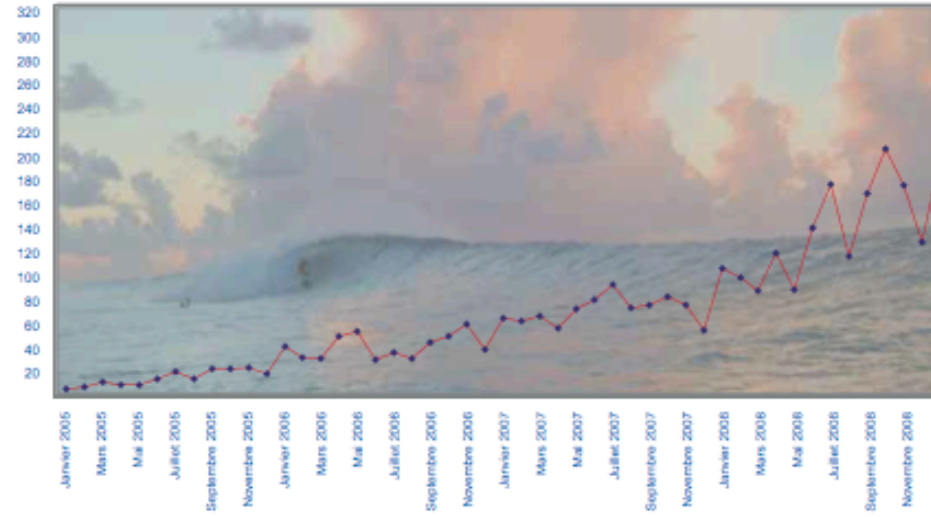 320
300
280
260
240
220
200
180
160
140
120
100
80
60
40
20
Janvier 2005
Mars 2005
Mai 2005
Juillet 2005
Septembre 2005
Novembre 2005
Janvier 2006
Mars 2006
Mai 2006
Juillet 2006
Septembre 2006
Novembre 2006
Janvier 2007
Mars 2007
Mai 2007
Juillet 2007
Septembre 2007
Novembre 2007
Janvier 2008
Mars 2008
Mai 2008
Juillet 2008
Septembre 2008
Novembre 2008